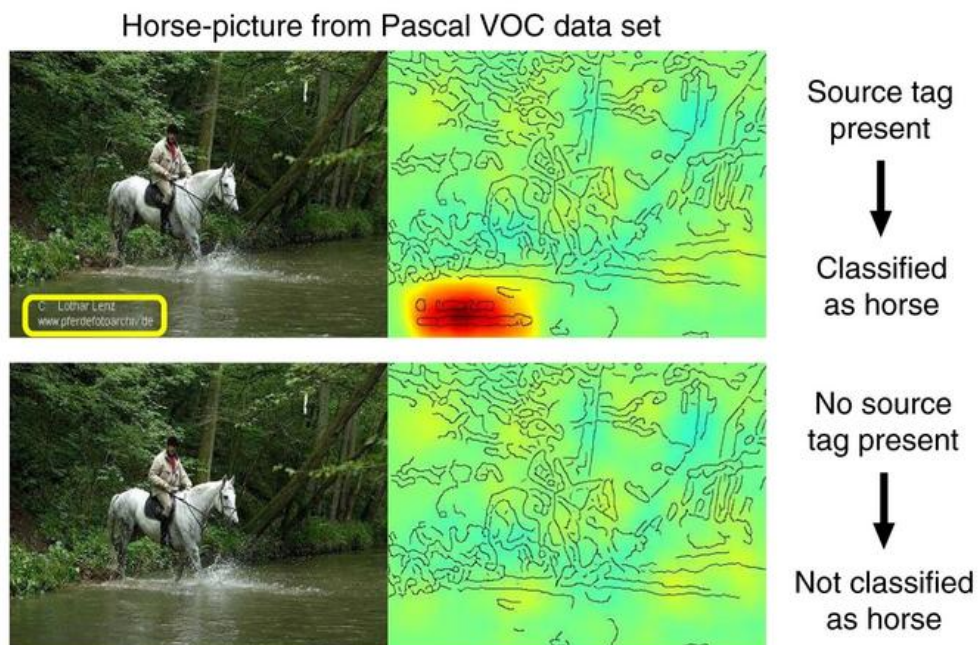 Horse-picture from Pascal VOC data set
Source tag
present
Classified
as horse
C Lothar Lenz
www.pferdefotoarchiv.de
No source
tag present
Not classified
as horse